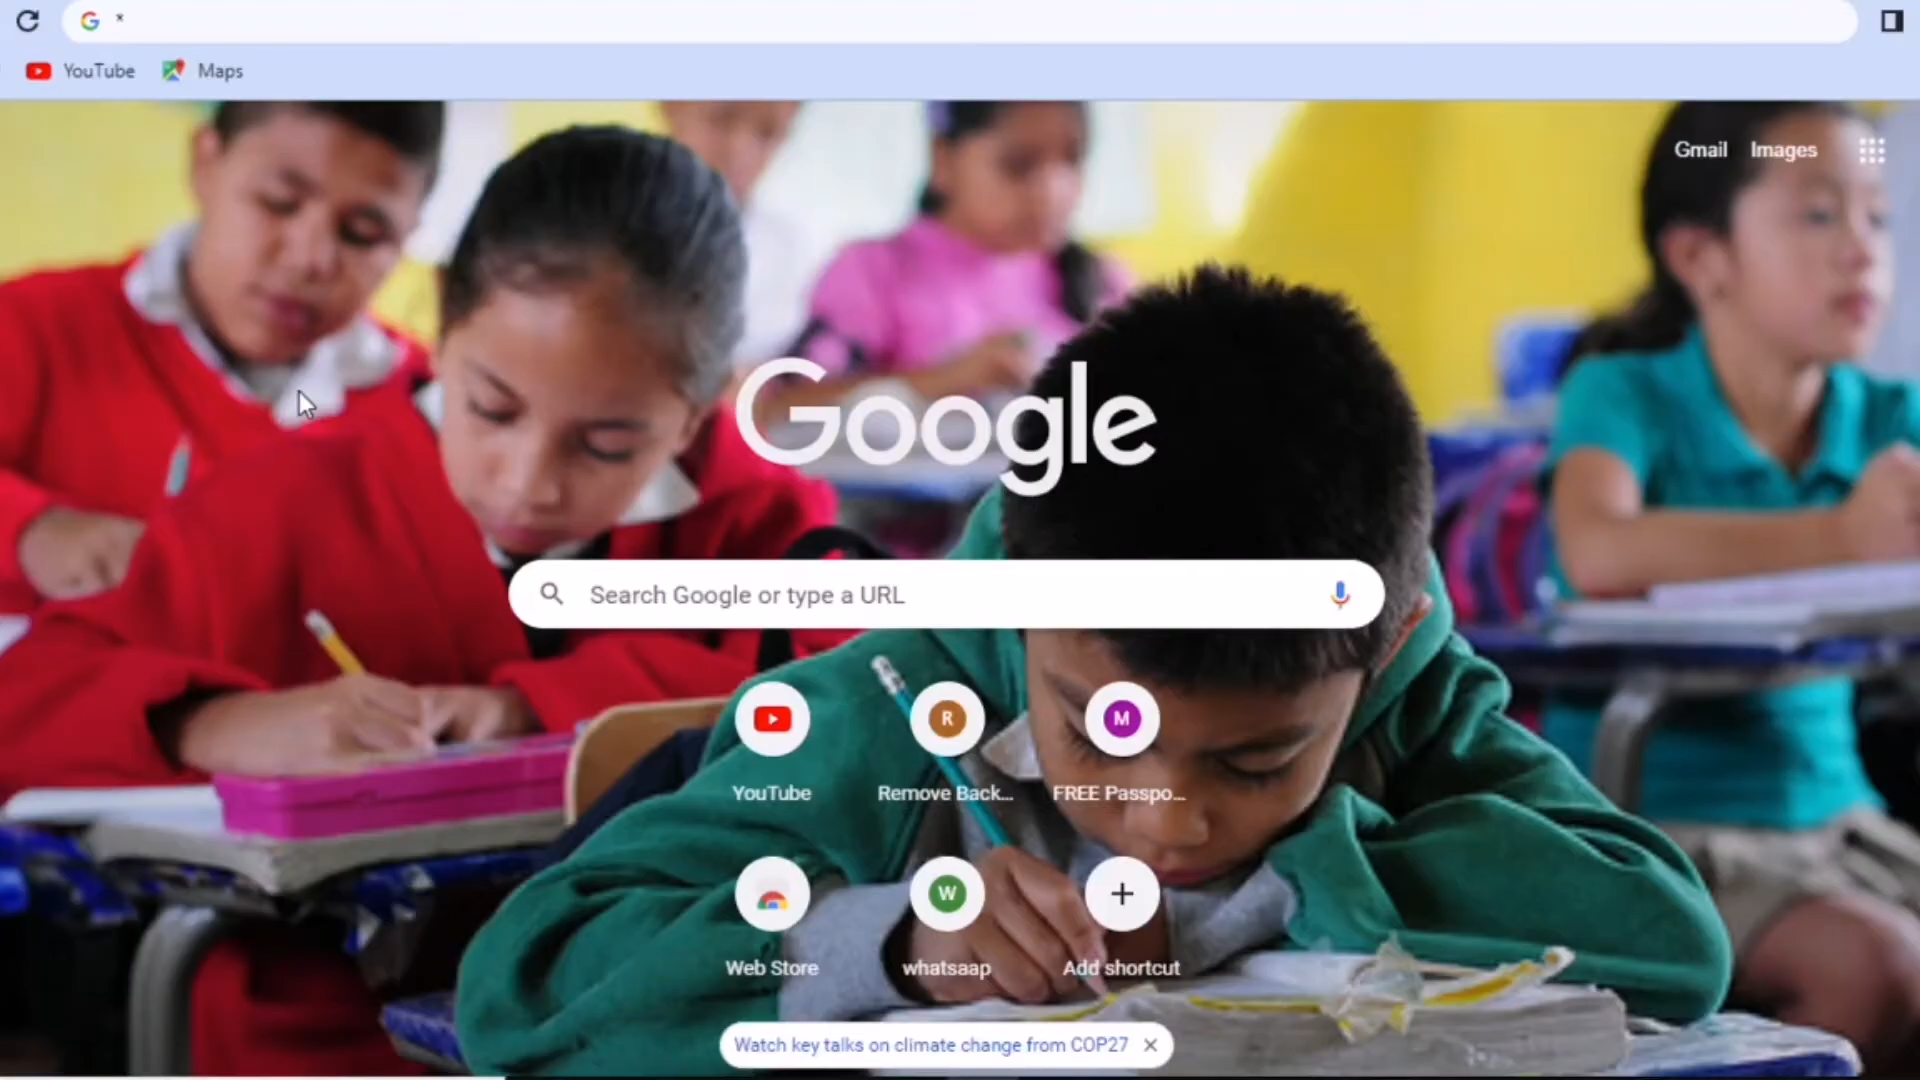 *
YouTube Maps
Gmail Images
Google
Search Google or type a URL
R M
YouTube Remove Back... FREE Passpo...
W
Web Store whatsaap Add shortcut
Watch key talks on climate change from COP27